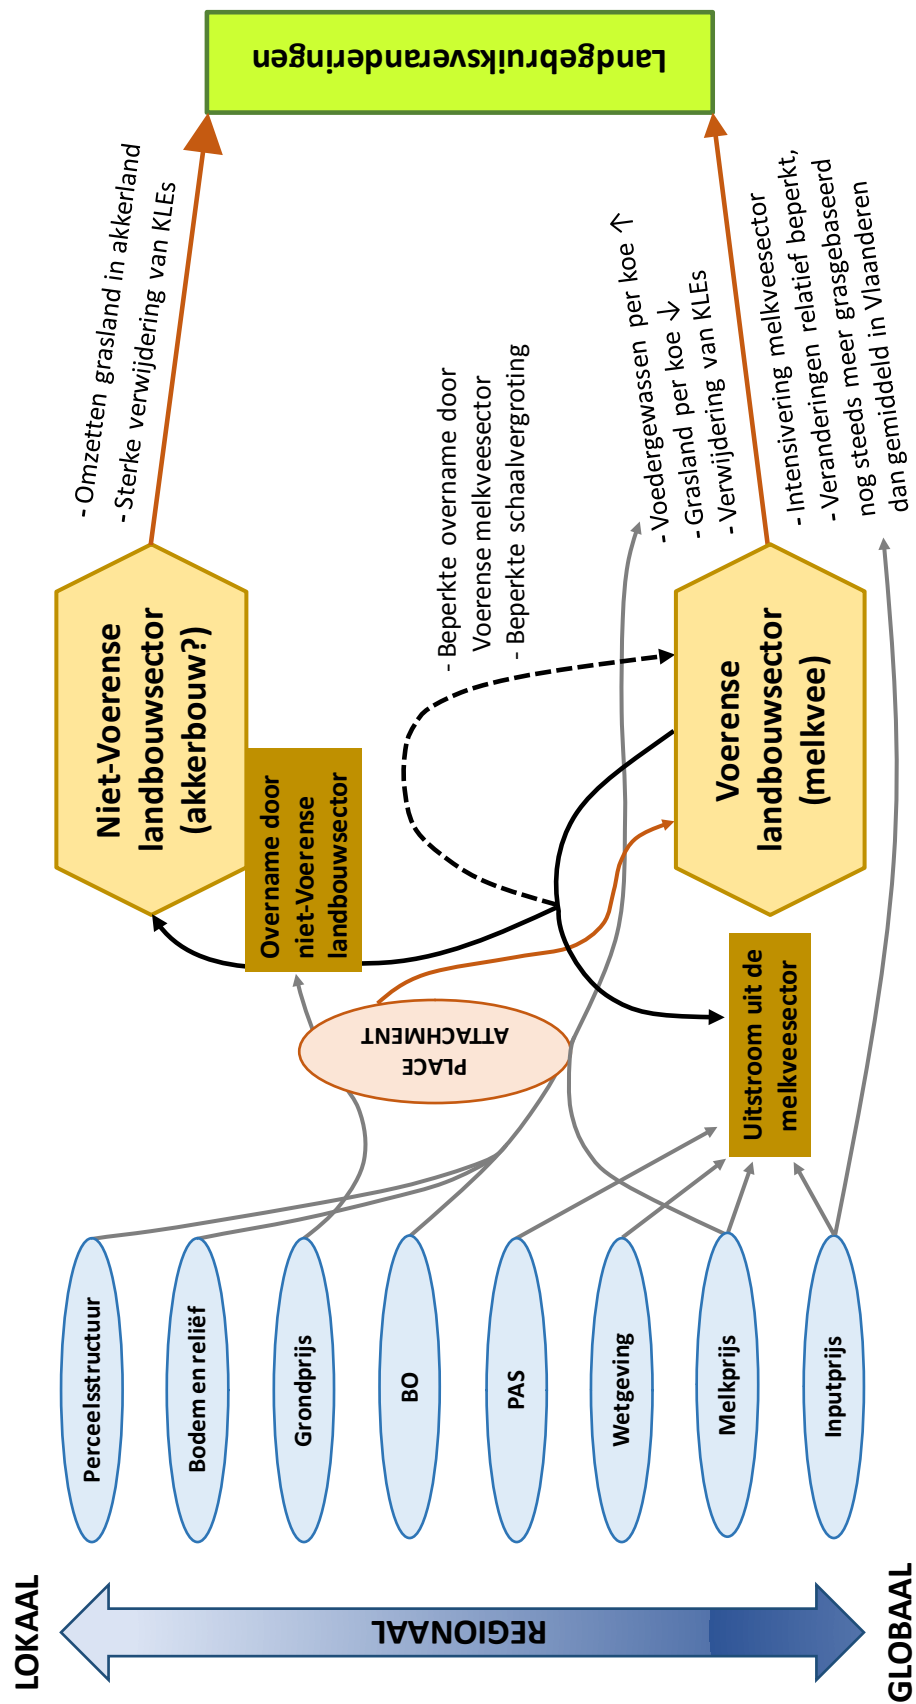 LOKAAL
REGIONAAL
GLOBAAL
Perceelsstructuur
Bodem en reliëf
Grondprijs
BO
PAS
Wetgeving
Melkprijs
Inputprijs
PLACE
ATTACHMENT
Overname door
niet-Voerense
landbouwsector
Uitstroom uit de
melkveesector
Niet-Voerense
landbouwsector
(akkerbouw?)
Voerense
landbouwsector
(melkvee)
- Beperkte overname door
Voerense melkveesector
- Beperkte schaalvergroting
- Omzetten grasland in akkerland
- Sterke verwijdering van KLEs
- Voedergewassen per koe ↑
- Grasland per koe ↓
- Verwijdering van KLEs
- Intensivering melkveesector
- Veranderingen relatief beperkt,
nog steeds meer grasgebaseerd
dan gemiddeld in Vlaanderen
Landgebruiksveranderingen